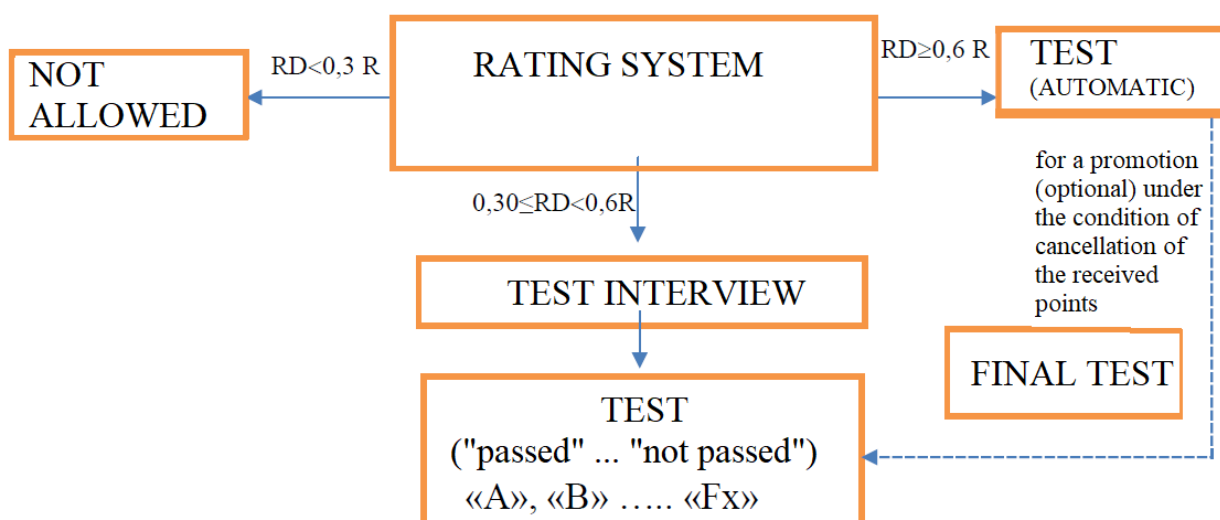 RATING SYSTEM
RD<0,3 R
NOT
ALLOWED
RD≥0,6 R
TEST
(AUTOMATIC)
for a promotion
(optional) under
the condition of
cancellation of
the received
points
0,30≤RD<0,6R
TEST INTERVIEW
FINAL TEST
TEST
("passed" ... "not passed")
«A», «B» ….. «Fx»